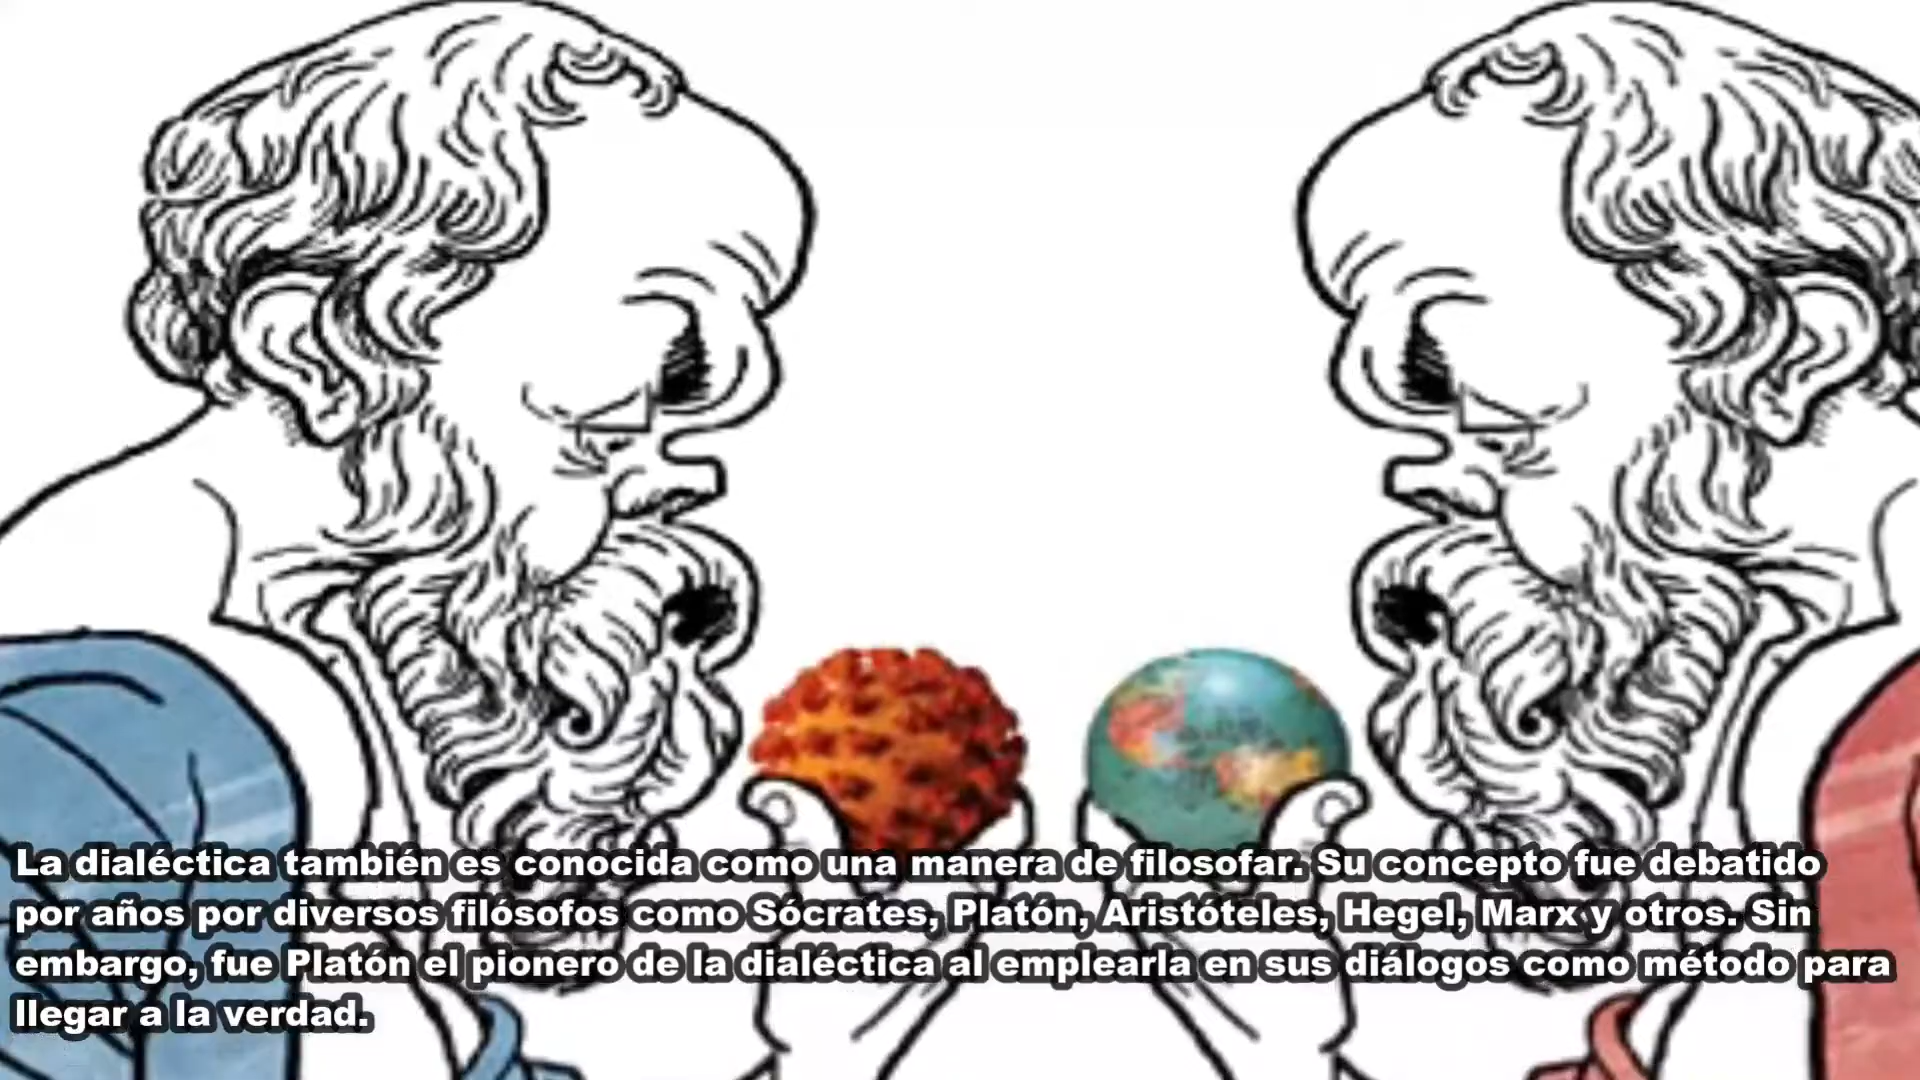 La dialéctica también es conocida como una manera de filosofar. Su concepto fue debatido
por años por diversos filósofos como Sócrates, Platón, Aristóteles, Hegel, Marx y otros. Sin
embargo, fue Platón el pionero de la dialéctica al emplearla en sus diálogos como método para
llegar a la verdad.